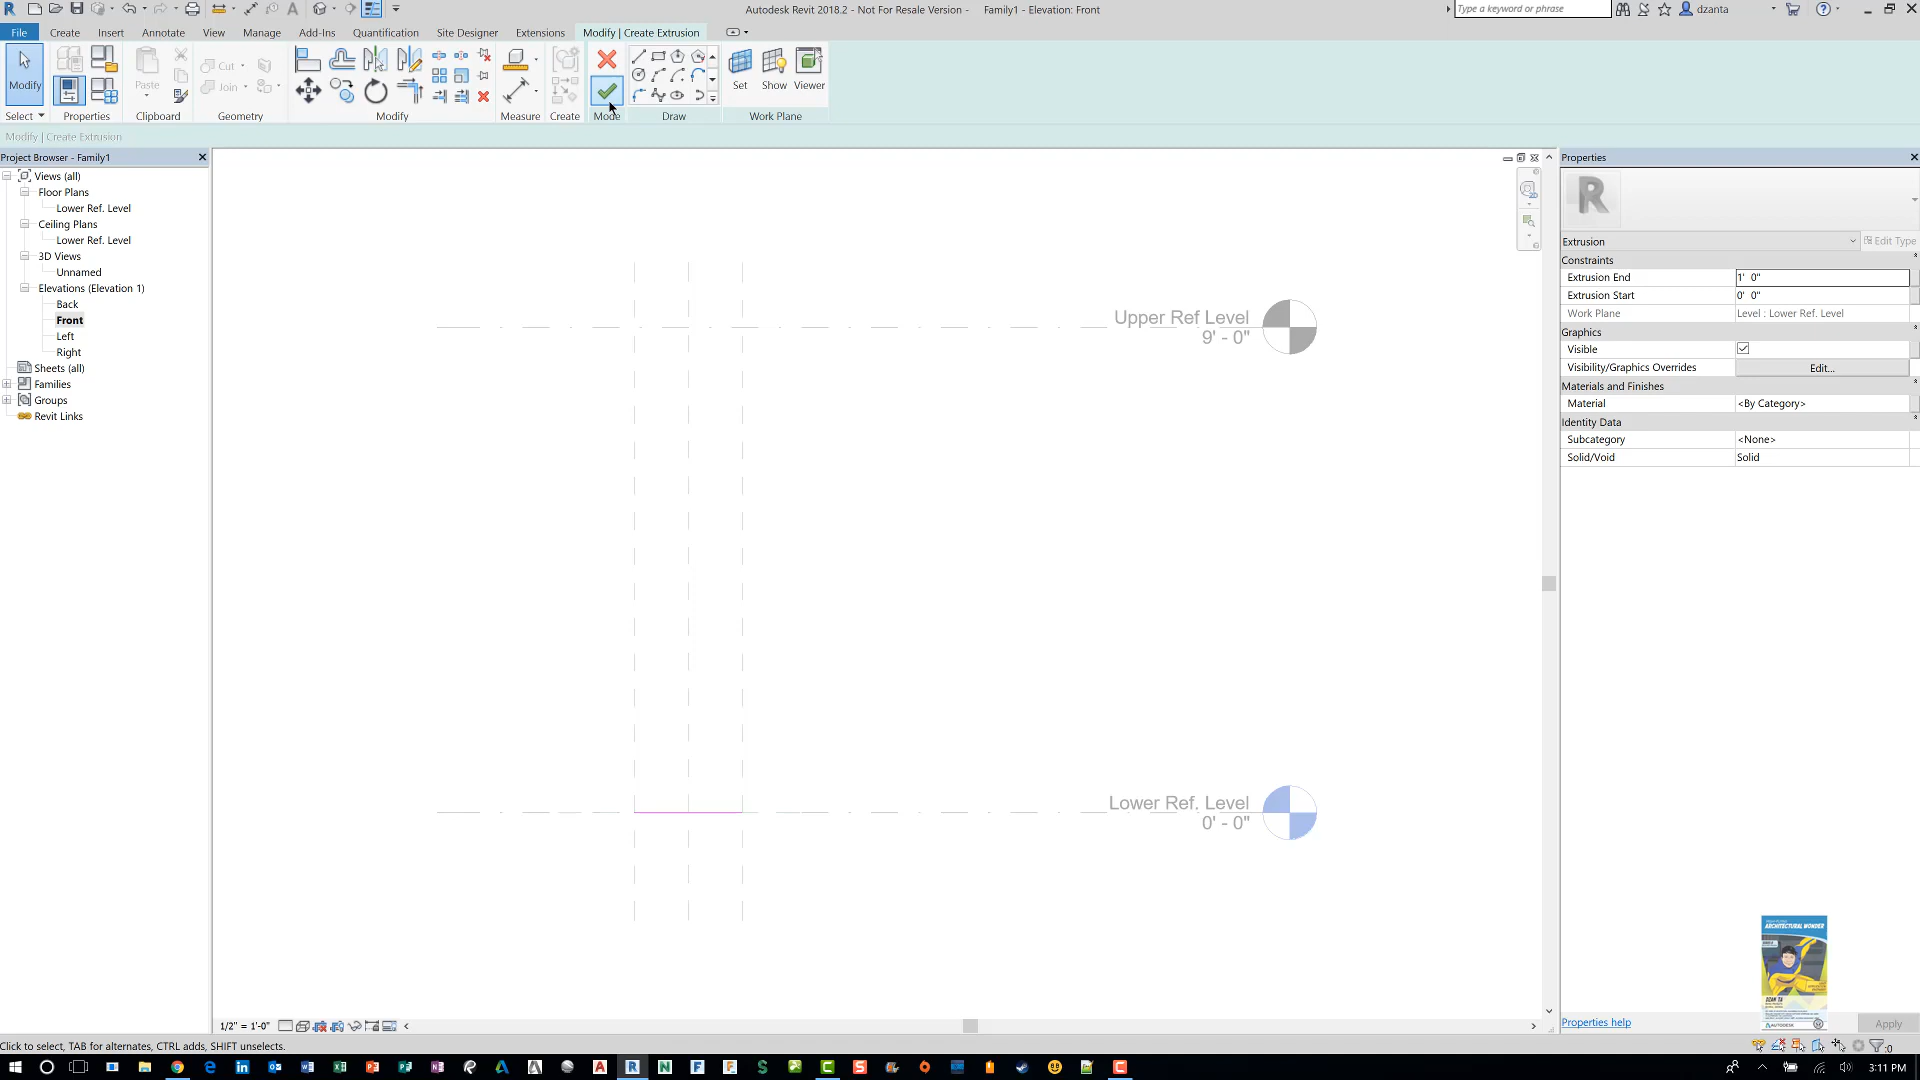 Autodesk Revit 2018.2 - Not For Resale Version - Family1 - Elevation: Front
Type a keyword or phrase
dzanta
File Create Insert Annotate View Manage Add-Ins Quantification Site Designer Extensions Modify | Create Extrusion
Modify
Paste
Cut
Join
Set Show Viewer
Select Properties Clipboard Geometry Modify Measure Create Mode Draw Work Plane
Modify | Create Extrusion
Project Browser - Family1
Views (all)
Floor Plans
Lower Ref. Level
Ceiling Plans
Lower Ref. Level
3D Views
Unnamed
Elevations (Elevation 1)
Back
Front
Left
Right
Sheets (all)
Families
Groups
Revit Links
Upper Ref Level
9' - 0"
Lower Ref. Level
0' - 0"
Properties
Extrusion
Edit Type
Constraints
Extrusion End 1' 0"
Extrusion Start 0' 0"
Work Plane Level : Lower Ref. Level
Graphics
Visible
Visibility/Graphics Overrides Edit...
Materials and Finishes
Material <By Category>
Identity Data
Subcategory <None>
Solid/Void Solid
ARCHITECTURAL WONDER
AUTODESK
Properties help
Apply
1/2" = 1'-0"
Click to select, TAB for alternates, CTRL adds, SHIFT unselects.
:0
3:11 PM